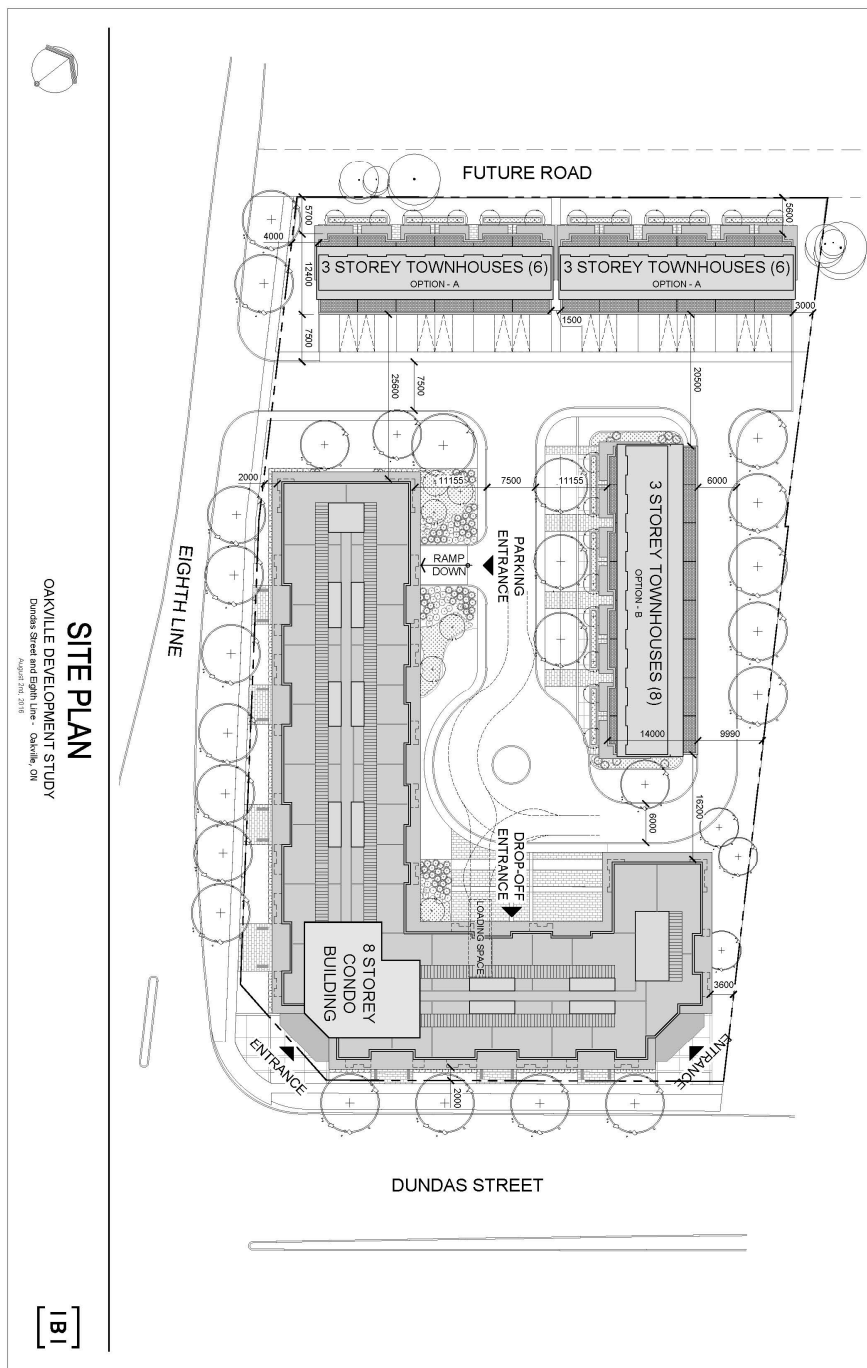 FUTURE ROAD
5700
5600
4000
12400
3 STOREY TOWNHOUSES (6)
OPTION - A
3 STOREY TOWNHOUSES (6)
OPTION - A
3000
1500
7500
25600
7500
20500
2000
11155
7500
11155
6000
RAMP
DOWN
PARKING
ENTRANCE
3 STOREY TOWNHOUSES (8)
OPTION - B
EIGHTH LINE
14000
9990
16200
6000
DROP-OFF
ENTRANCE
LOADING SPACE
8 STOREY
CONDO
BUILDING
3600
ENTRANCE
ENTRANCE
2000
DUNDAS STREET
SITE PLAN
OAKVILLE DEVELOPMENT STUDY
Dundas Street and Eighth Line - Oakville, ON
August 2nd, 2016
[IBI]